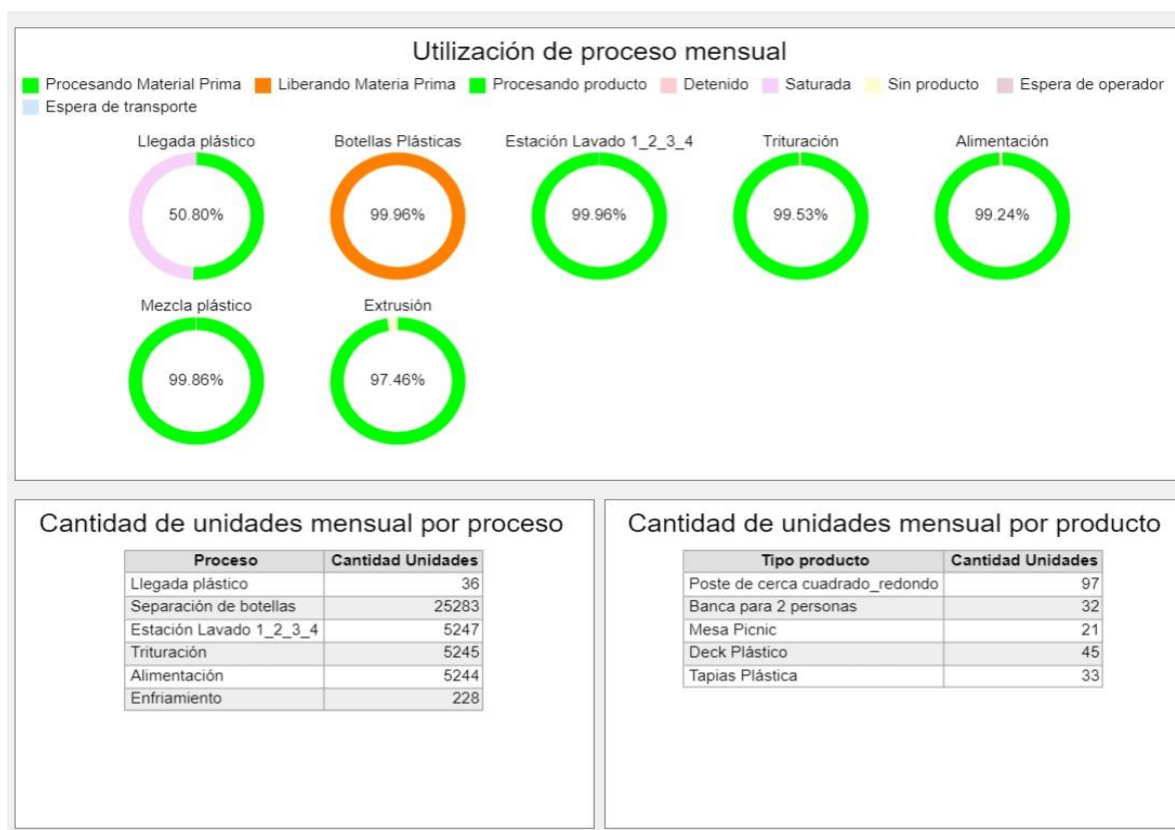 Utilización de proceso mensual
Procesando Material Prima Liberando Materia Prima Procesando producto Detenido Saturada Sin producto Espera de operador
Espera de transporte
Llegada plástico Botellas Plásticas Estación Lavado 1_2_3_4 Trituración Alimentación
50.80% 99.96% 99.96% 99.53% 99.24%
Mezcla plástico Extrusión
99.86% 97.46%
Cantidad de unidades mensual por proceso
Proceso Cantidad Unidades
Llegada plástico 36
Separación de botellas 25283
Estación Lavado 1_2_3_4 5247
Trituración 5245
Alimentación 5244
Enfriamiento 228
Cantidad de unidades mensual por producto
Tipo producto Cantidad Unidades
Poste de cerca cuadrado_redondo 97
Banca para 2 personas 32
Mesa Picnic 21
Deck Plástico 45
Tapias Plástica 33